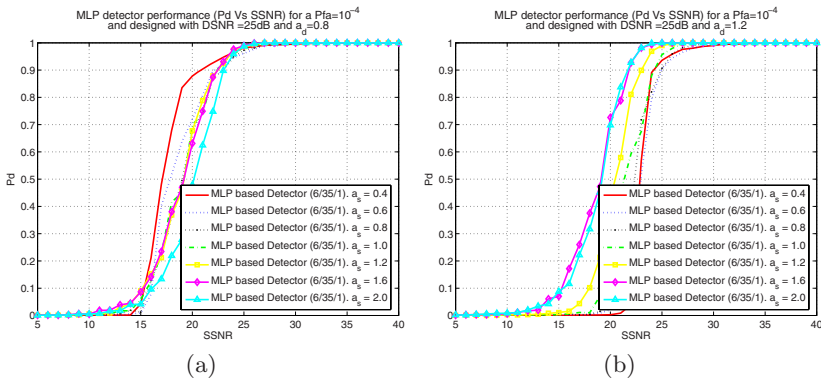 MLP detector performance (Pd Vs SSNR) for a Pfa=10⁻⁴
and designed with DSNR =25dB and a_d=0.8
1
0.9
0.8
0.7
0.6
0.5
0.4
0.3
0.2
0.1
0
Pd
MLP based Detector (6/35/1). a_s = 0.4
MLP based Detector (6/35/1). a_s = 0.6
MLP based Detector (6/35/1). a_s = 0.8
MLP based Detector (6/35/1). a_s = 1.0
MLP based Detector (6/35/1). a_s = 1.2
MLP based Detector (6/35/1). a_s = 1.6
MLP based Detector (6/35/1). a_s = 2.0
5 10 15 20 25 30 35 40
SSNR
(a)
MLP detector performance (Pd Vs SSNR) for a Pfa=10⁻⁴
and designed with DSNR =25dB and a_d=1.2
1
0.9
0.8
0.7
0.6
0.5
0.4
0.3
0.2
0.1
0
Pd
MLP based Detector (6/35/1). a_s = 0.4
MLP based Detector (6/35/1). a_s = 0.6
MLP based Detector (6/35/1). a_s = 0.8
MLP based Detector (6/35/1). a_s = 1.0
MLP based Detector (6/35/1). a_s = 1.2
MLP based Detector (6/35/1). a_s = 1.6
MLP based Detector (6/35/1). a_s = 2.0
5 10 15 20 25 30 35 40
SSNR
(b)